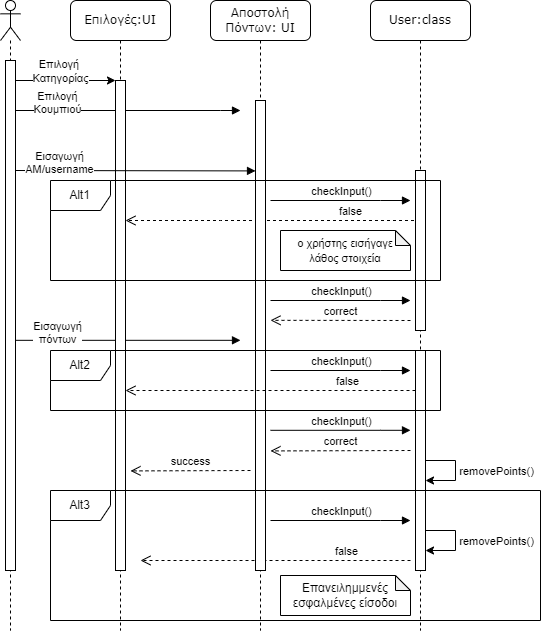 Επιλογές:UI
Αποστολή
Πόντων: UI
User:class
Επιλογή
Κατηγορίας
Επιλογή
Κουμπιού
Εισαγωγή
ΑΜ/username
Alt1
checkInput()
false
ο χρήστης εισήγαγε
λάθος στοιχεία
checkInput()
correct
Εισαγωγή
πόντων
Alt2
checkInput()
false
checkInput()
correct
success
removePoints()
Alt3
checkInput()
removePoints()
false
Επανειλημμενές
εσφαλμένες είσοδοι